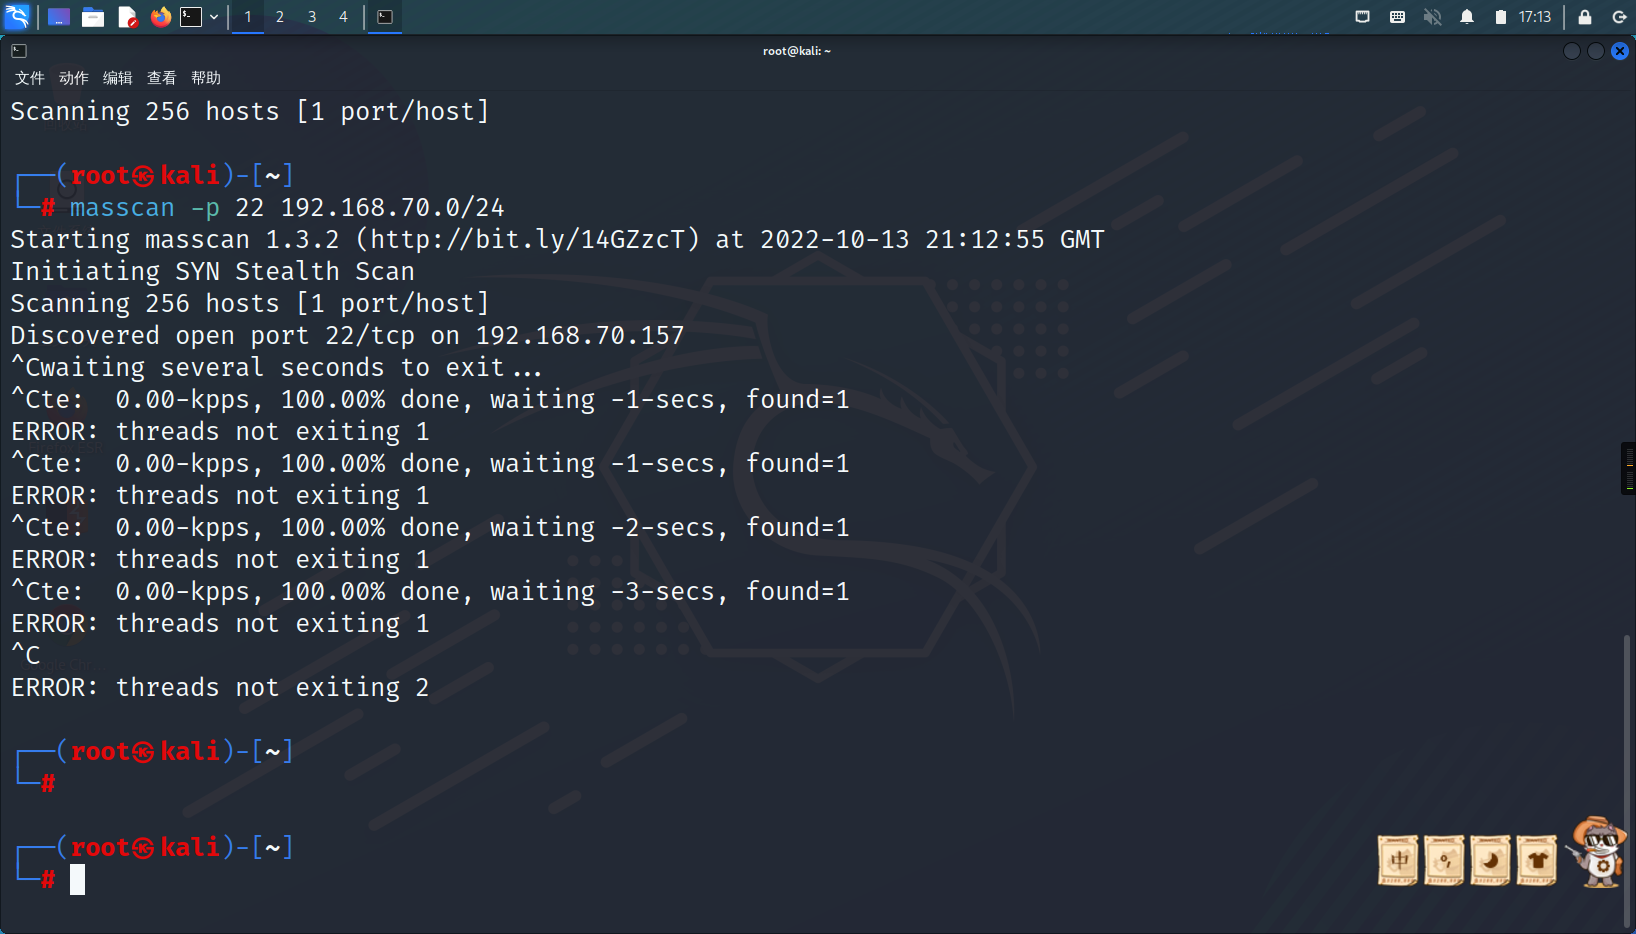 1 2 3 4 17:13
root@kali: ~
文件 动作 编辑 查看 帮助
Scanning 256 hosts [1 port/host]
┌──(root㉿kali)-[~]
└─# masscan -p 22 192.168.70.0/24
Starting masscan 1.3.2 (http://bit.ly/14GZzcT) at 2022-10-13 21:12:55 GMT
Initiating SYN Stealth Scan
Scanning 256 hosts [1 port/host]
Discovered open port 22/tcp on 192.168.70.157
^Cwaiting several seconds to exit...
^Cte:  0.00-kpps, 100.00% done, waiting -1-secs, found=1
ERROR: threads not exiting 1
^Cte:  0.00-kpps, 100.00% done, waiting -1-secs, found=1
ERROR: threads not exiting 1
^Cte:  0.00-kpps, 100.00% done, waiting -2-secs, found=1
ERROR: threads not exiting 1
^Cte:  0.00-kpps, 100.00% done, waiting -3-secs, found=1
ERROR: threads not exiting 1
^C
ERROR: threads not exiting 2
┌──(root㉿kali)-[~]
└─#
┌──(root㉿kali)-[~]
└─#
中